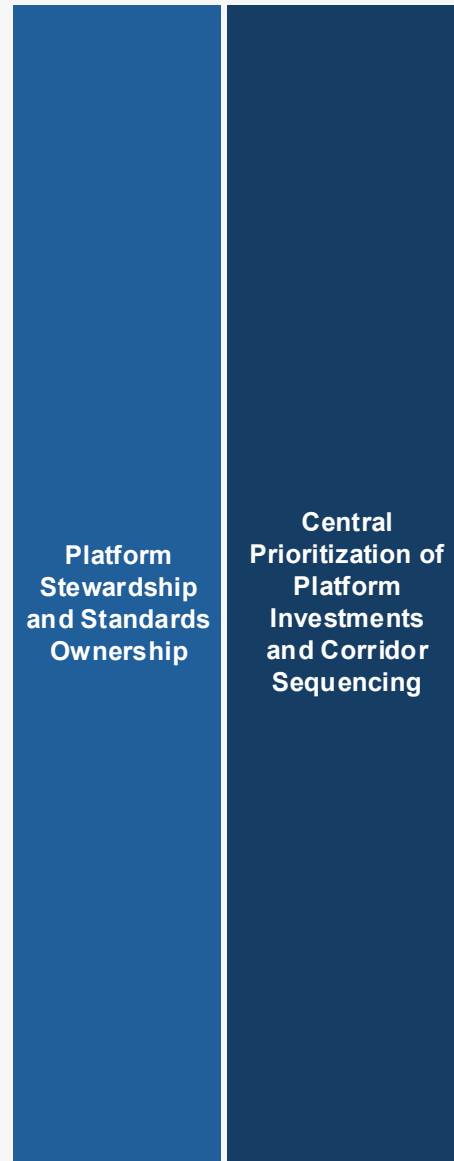 Platform
Stewardship
and Standards
Ownership
Central
Prioritization of
Platform
Investments
and Corridor
Sequencing